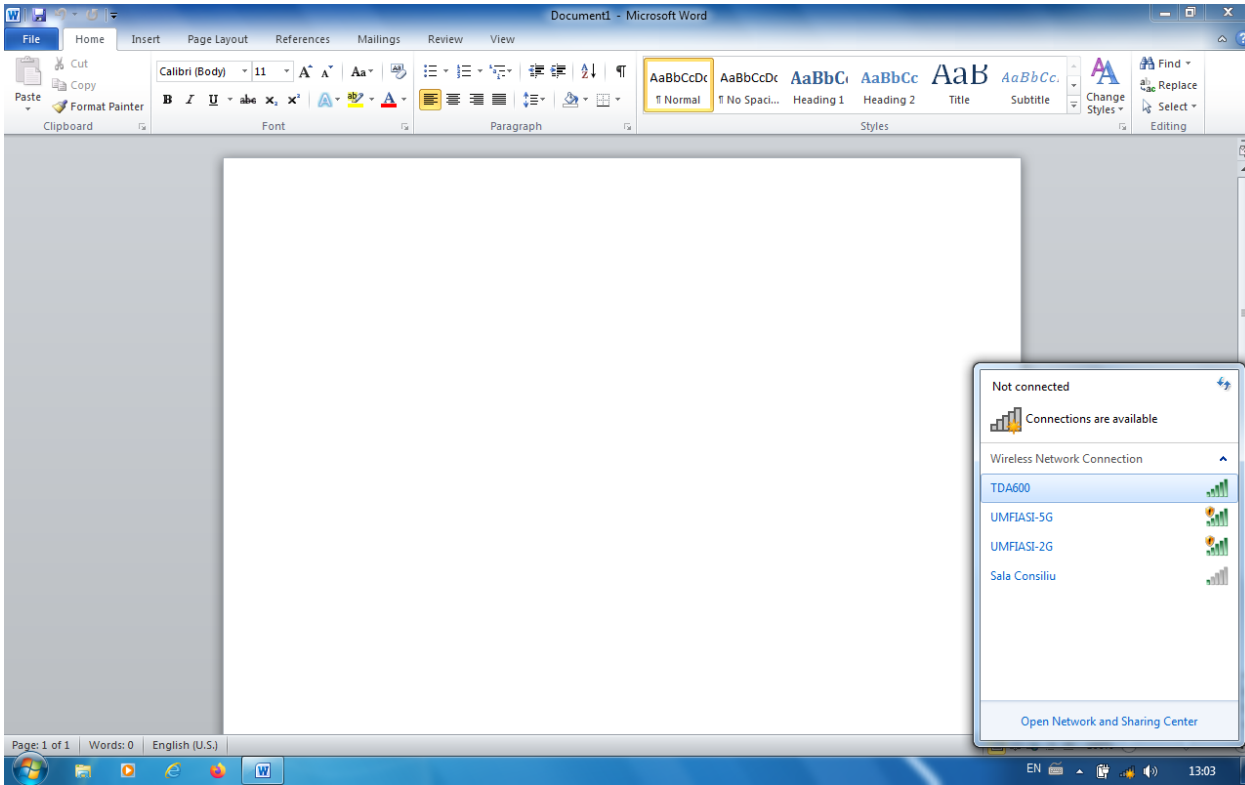 Document1 - Microsoft Word
File Home Insert Page Layout References Mailings Review View
Cut
Copy
Format Painter
Paste
Clipboard
Calibri (Body) 11
Font
Paragraph
AaBbCcDc AaBbCcDc AaBbC AaBbCc AaB AaBbCc.
¶ Normal ¶ No Spaci... Heading 1 Heading 2 Title Subtitle
Change
Styles
Styles
Find
Replace
Select
Editing
Not connected
Connections are available
Wireless Network Connection
TDA600
UMFIASI-5G
UMFIASI-2G
Sala Consiliu
Open Network and Sharing Center
Page: 1 of 1 Words: 0 English (U.S.)
EN 13:03